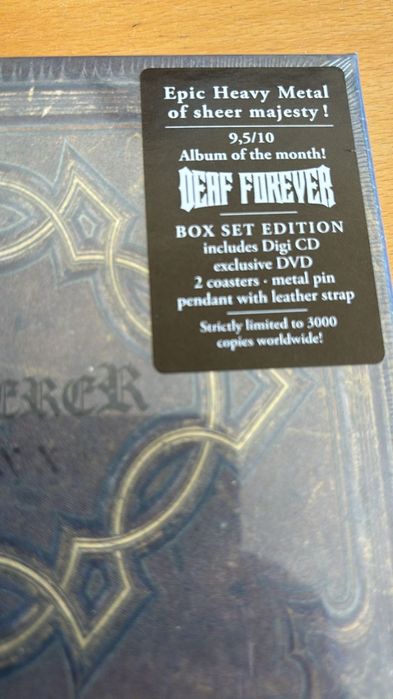 Epic Heavy Metal
of sheer majesty!
9,5/10
Album of the month!
DEAF FOREVER
BOX SET EDITION
includes Digi CD
exclusive DVD
2 coasters · metal pin
pendant with leather strap
Strictly limited to 3000
copies worldwide!
ERER